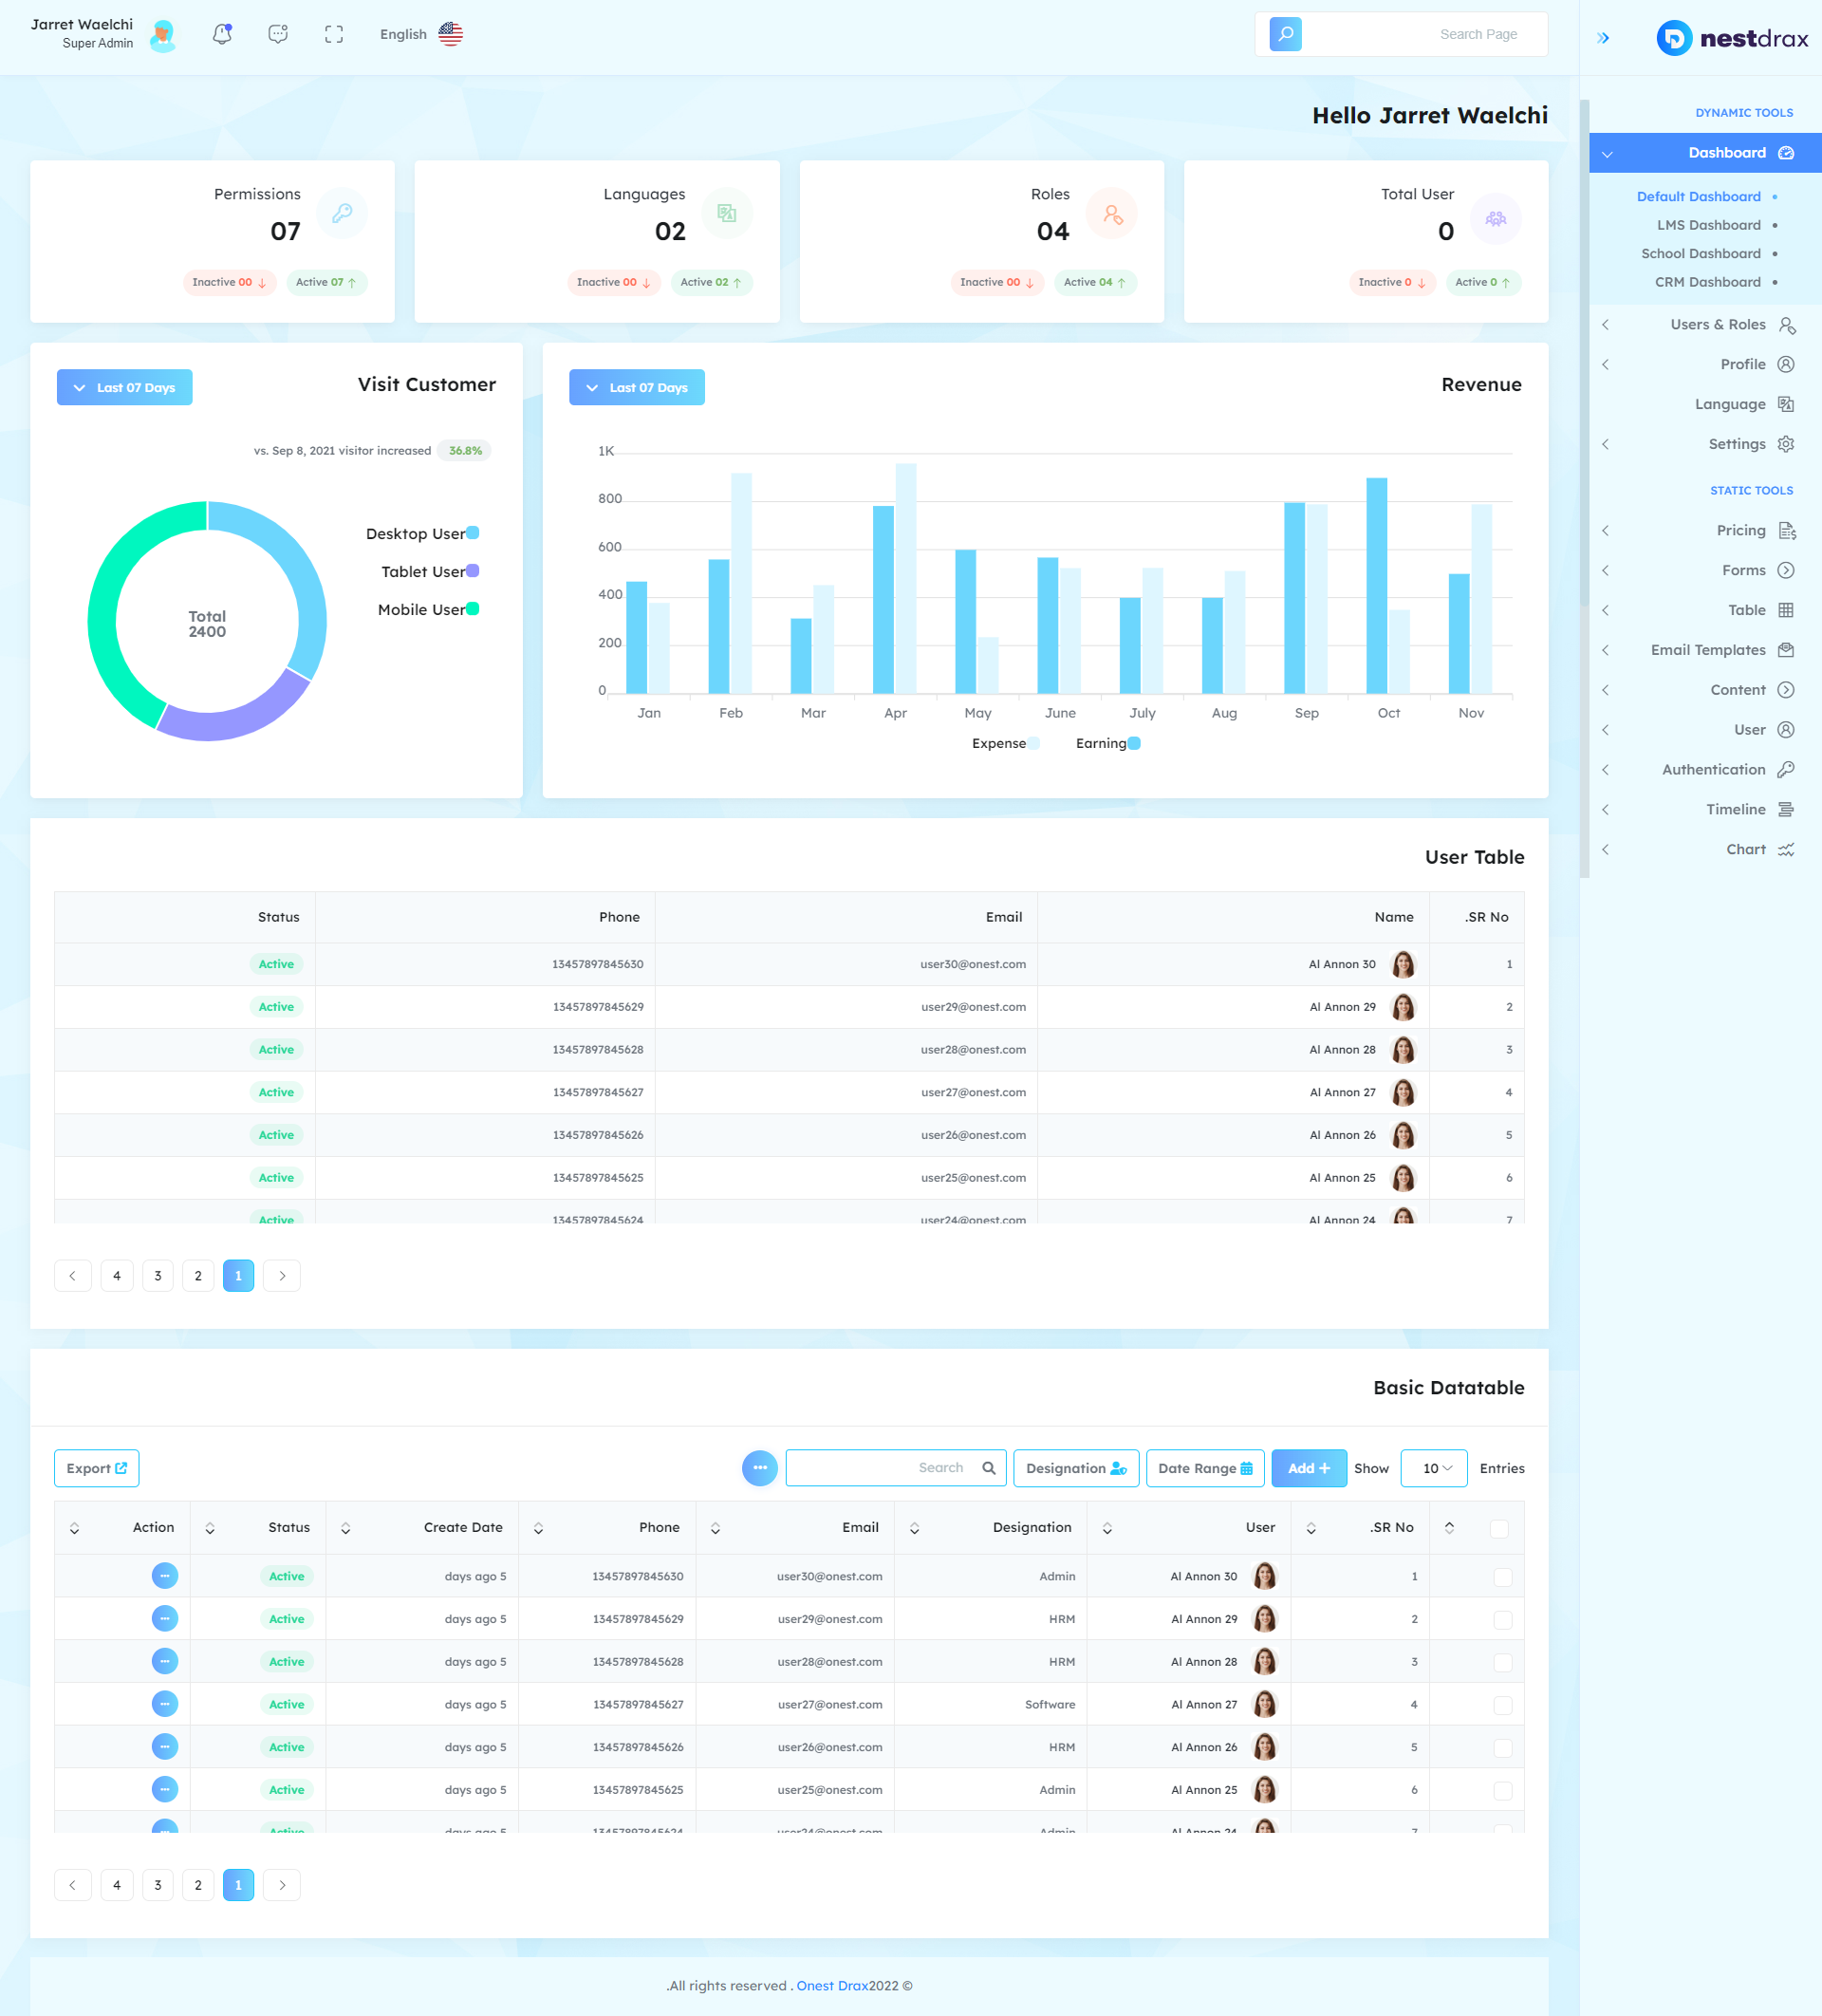 Jarret Waelchi
Super Admin
English
Search Page
nestdrax
Hello Jarret Waelchi
DYNAMIC TOOLS
Dashboard
Default Dashboard
LMS Dashboard
School Dashboard
CRM Dashboard
Users & Roles
Profile
Language
Settings
STATIC TOOLS
Pricing
Forms
Table
Email Templates
Content
User
Authentication
Timeline
Chart
Permissions
07
Inactive 00
Active 07
Languages
02
Inactive 00
Active 02
Roles
04
Inactive 00
Active 04
Total User
0
Inactive 0
Active 0
Last 07 Days
Visit Customer
vs. Sep 8, 2021 visitor increased 36.8%
Desktop User
Tablet User
Mobile User
Total
2400
Last 07 Days
Revenue
1K
800
600
400
200
0
Jan Feb Mar Apr May June July Aug Sep Oct Nov
Expense Earning
User Table
Status Phone Email Name .SR No
Active 13457897845630 user30@onest.com Al Annon 30 1
Active 13457897845629 user29@onest.com Al Annon 29 2
Active 13457897845628 user28@onest.com Al Annon 28 3
Active 13457897845627 user27@onest.com Al Annon 27 4
Active 13457897845626 user26@onest.com Al Annon 26 5
Active 13457897845625 user25@onest.com Al Annon 25 6
Active 13457897845624 user24@onest.com Al Annon 24 7
4 3 2 1
Basic Datatable
Export Search Designation Date Range Add + Show 10 Entries
Action Status Create Date Phone Email Designation User .SR No
Active days ago 5 13457897845630 user30@onest.com Admin Al Annon 30 1
Active days ago 5 13457897845629 user29@onest.com HRM Al Annon 29 2
Active days ago 5 13457897845628 user28@onest.com HRM Al Annon 28 3
Active days ago 5 13457897845627 user27@onest.com Software Al Annon 27 4
Active days ago 5 13457897845626 user26@onest.com HRM Al Annon 26 5
Active days ago 5 13457897845625 user25@onest.com Admin Al Annon 25 6
Active days ago 5 13457897845624 user24@onest.com Admin Al Annon 24 7
4 3 2 1
.All rights reserved . Onest Drax2022 ©